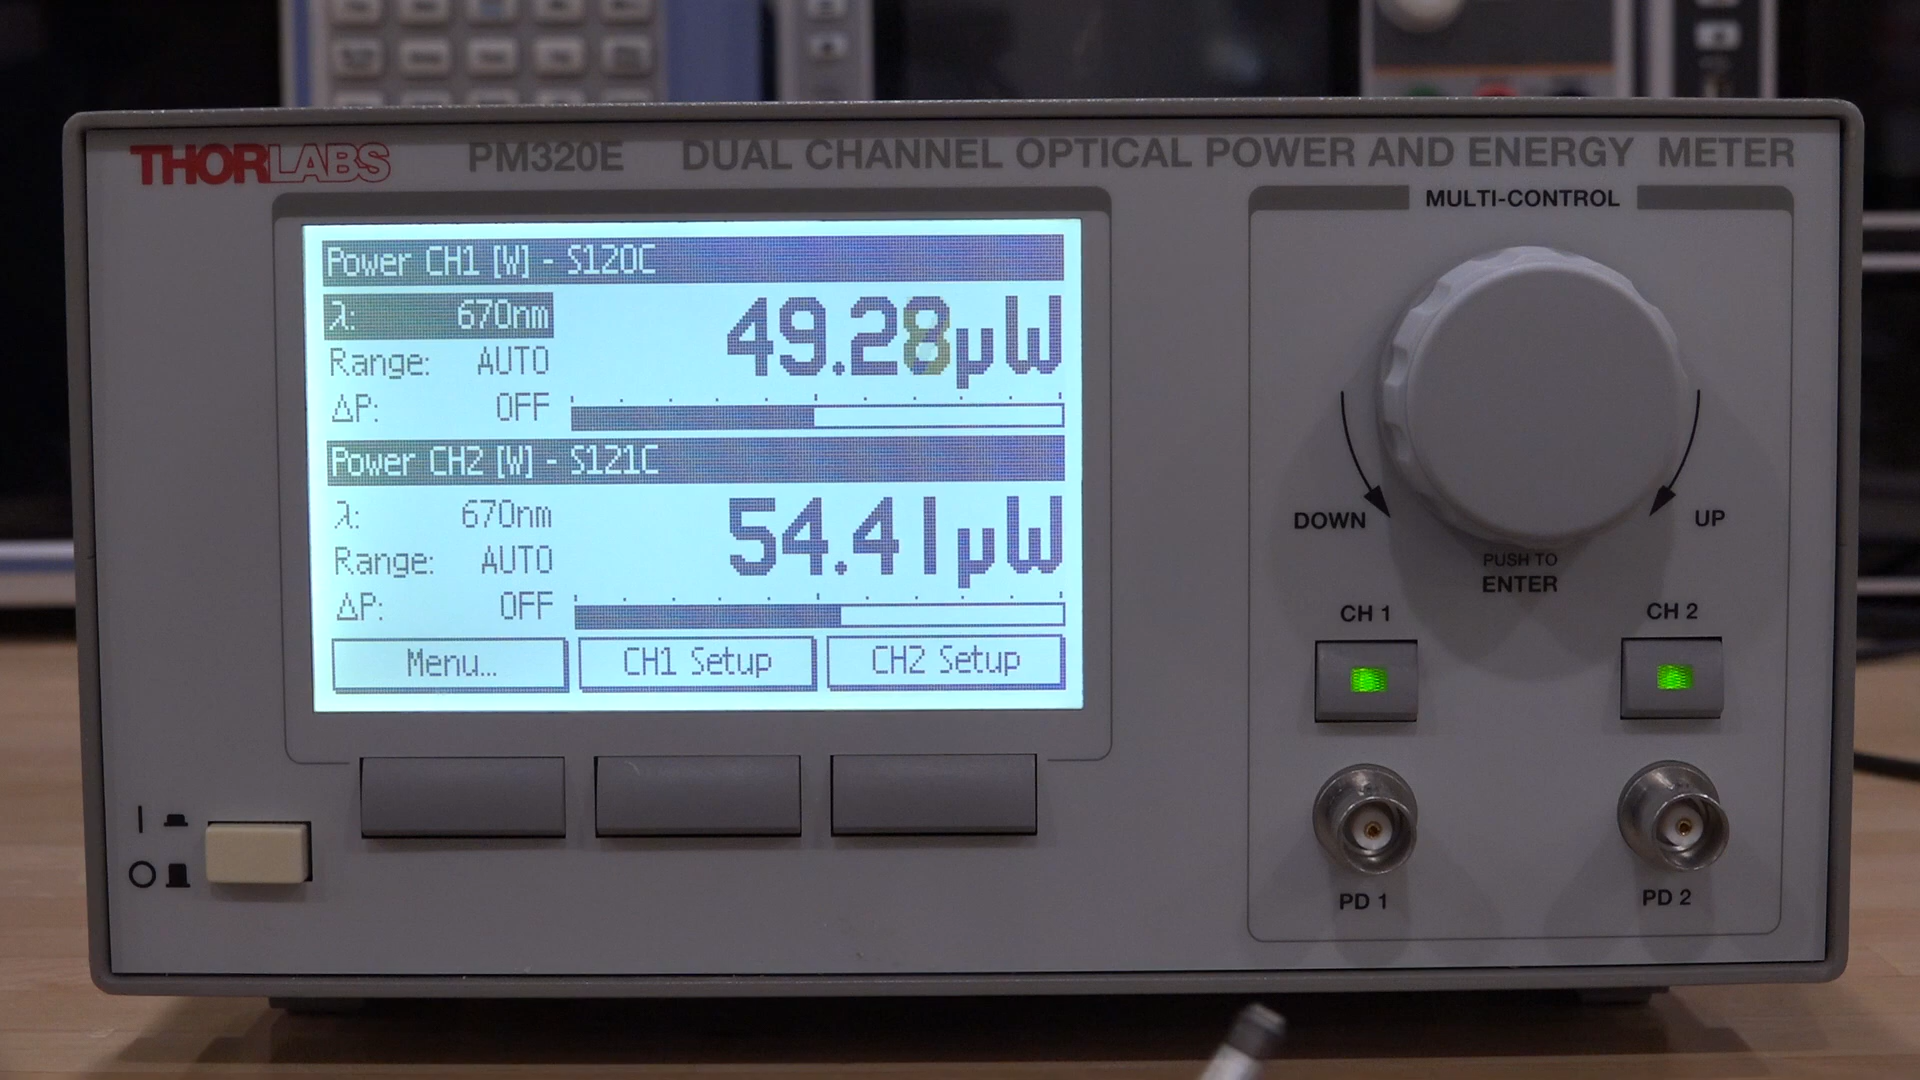 THORLABS PM320E DUAL CHANNEL OPTICAL POWER AND ENERGY METER
MULTI-CONTROL
Power CH1 [W] - S120C
λ: 670nm
49.28µW
Range: AUTO
ΔP: OFF
Power CH2 [W] - S121C
λ: 670nm
54.41µW
Range: AUTO
ΔP: OFF
Menu...
CH1 Setup
CH2 Setup
DOWN
UP
PUSH TO
ENTER
CH 1
CH 2
PD 1
PD 2